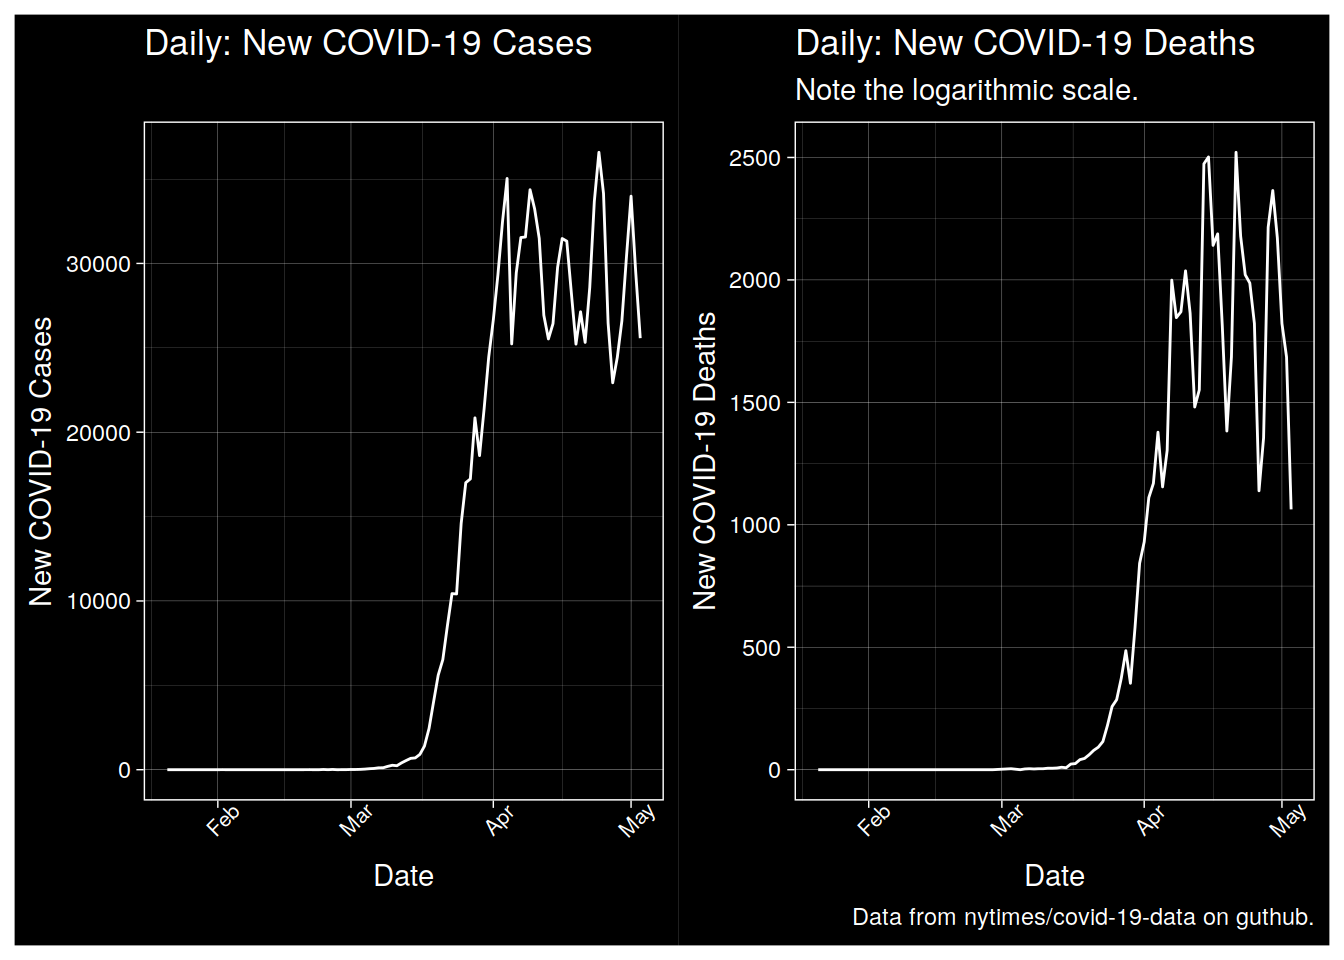 Daily: New COVID-19 Cases
New COVID-19 Cases
30000
20000
10000
0
Feb
Mar
Apr
May
Date
Daily: New COVID-19 Deaths
Note the logarithmic scale.
New COVID-19 Deaths
2500
2000
1500
1000
500
0
Feb
Mar
Apr
May
Date
Data from nytimes/covid-19-data on guthub.